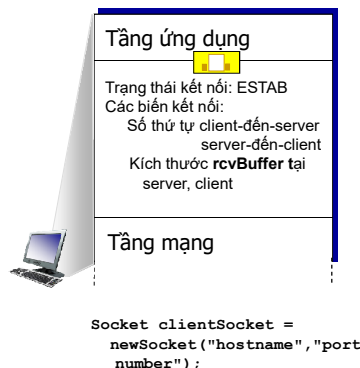 Tầng ứng dụng
Trạng thái kết nối: ESTAB
Các biến kết nối:
Số thứ tự client-đến-server
server-đến-client
Kích thước rcvBuffer tại
server, client
Tầng mạng
Socket clientSocket =
newSocket("hostname","port
number");